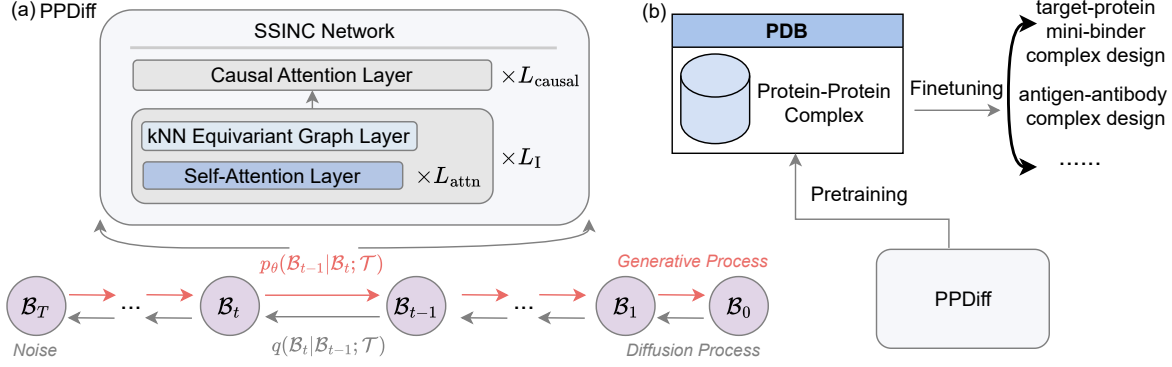 (a) PPDiff
SSINC Network
Causal Attention Layer
×L_causal
kNN Equivariant Graph Layer
Self-Attention Layer
×L_attn
×L_I
p_θ(ℬ_{t−1}|ℬ_t; 𝒯)
Generative Process
ℬ_T
...
ℬ_t
ℬ_{t−1}
...
ℬ_1
ℬ_0
Noise
q(ℬ_t|ℬ_{t−1}; 𝒯)
Diffusion Process
(b)
PDB
Protein-Protein
Complex
Finetuning
target-protein
mini-binder
complex design
antigen-antibody
complex design
......
Pretraining
PPDiff